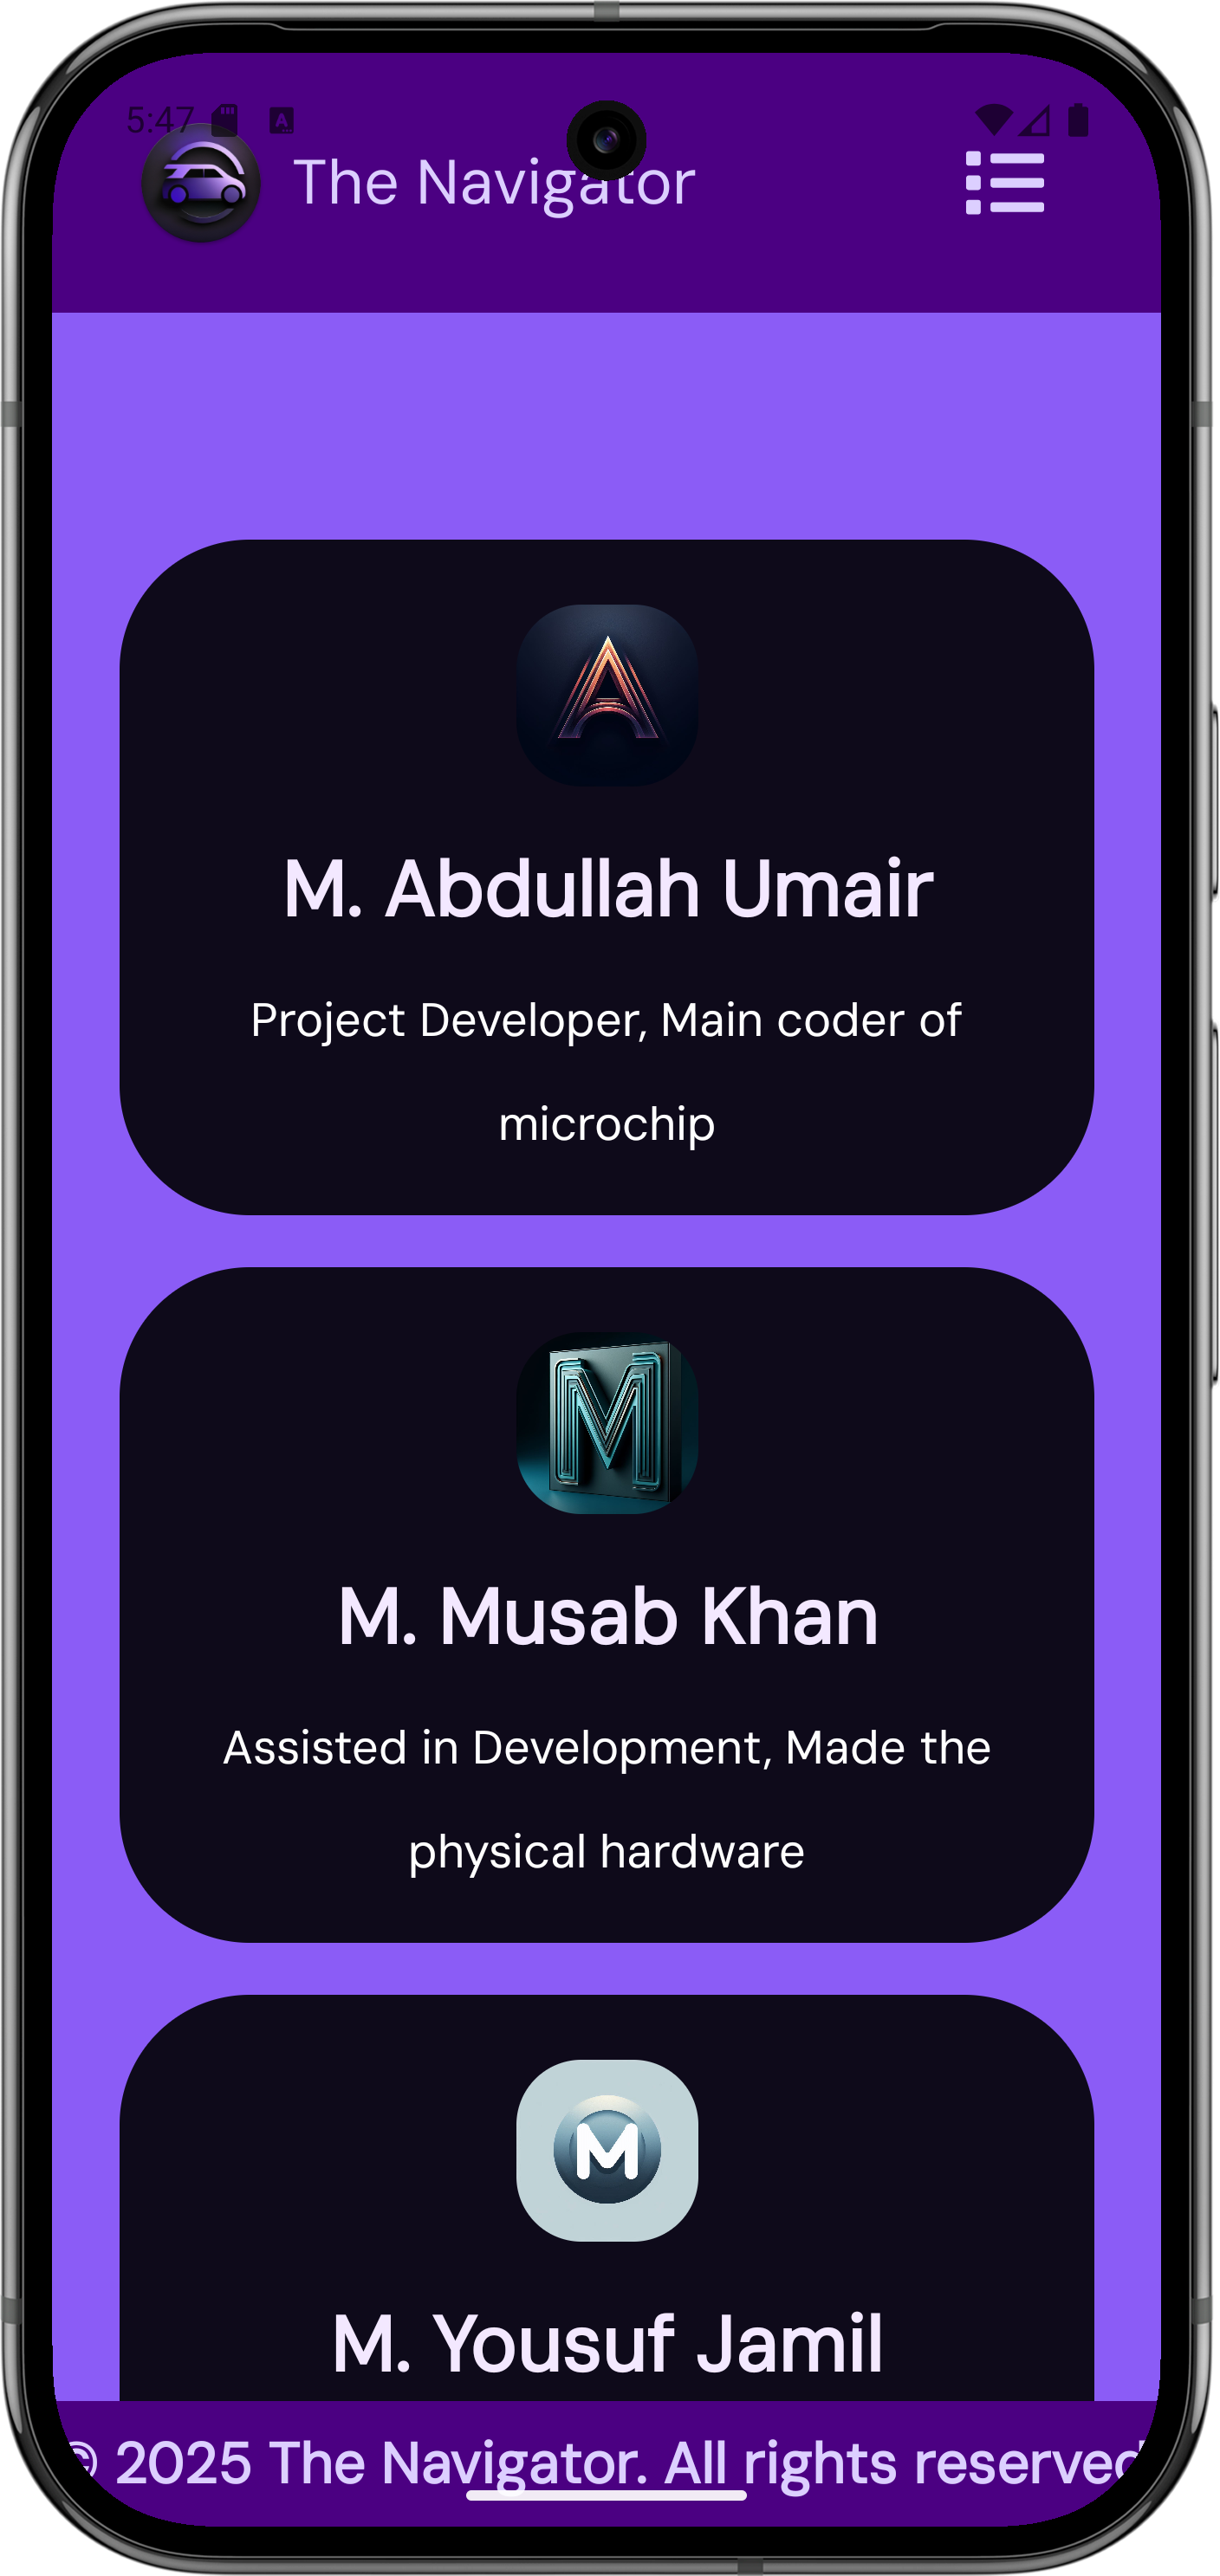 5:47
The Navigator
A
M. Abdullah Umair
Project Developer, Main coder of
microchip
M
M. Musab Khan
Assisted in Development, Made the
physical hardware
M
M. Yousuf Jamil
© 2025 The Navigator. All rights reserved